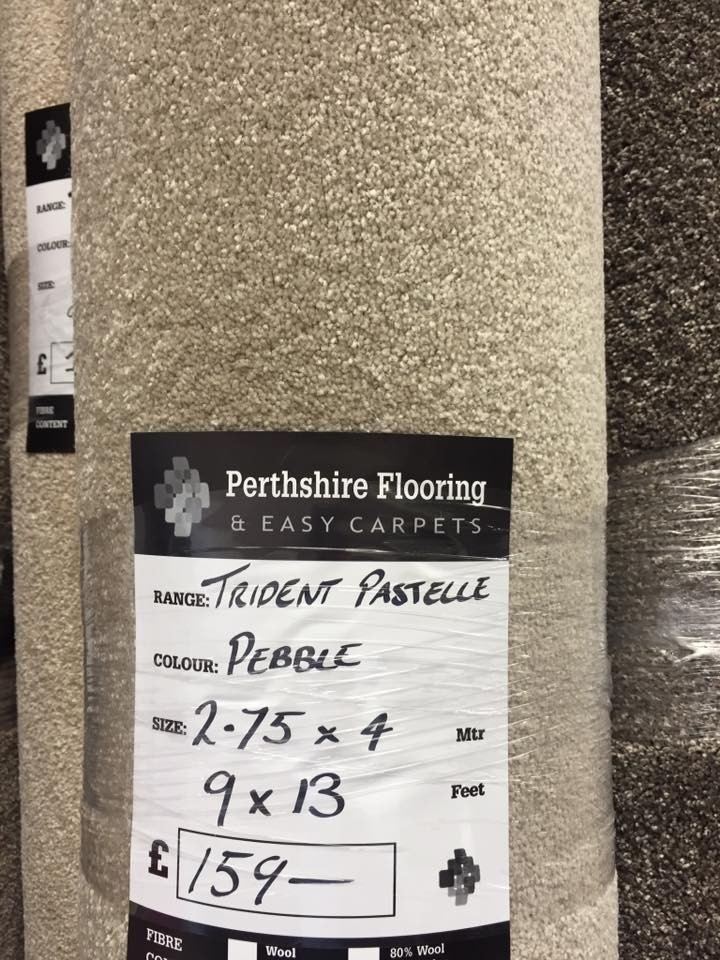 RANGE:
COLOUR:
SIZE:
£
FIBRE
CONTENT
Perthshire Flooring
& EASY CARPETS
RANGE: TRIDENT PASTELLE
COLOUR: PEBBLE
SIZE: 2.75 x 4 Mtr
9 x 13 Feet
£ 159—
FIBRE
Wool 80% Wool